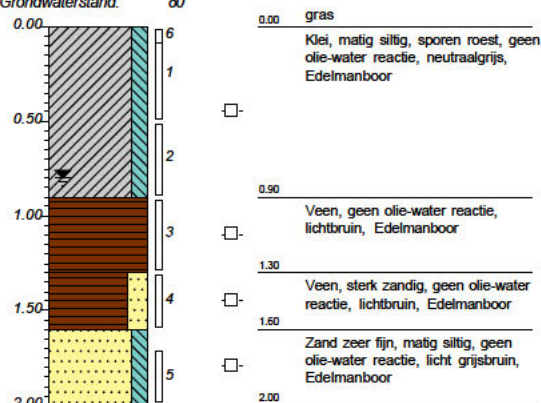 Grondwaterstand: 80
0.00
0.50
1.00
1.50
2.00
6
1
2
3
4
5
0.00 gras
Klei, matig siltig, sporen roest, geen
olie-water reactie, neutraalgrijs,
Edelmanboor
0.90
Veen, geen olie-water reactie,
lichtbruin, Edelmanboor
1.30
Veen, sterk zandig, geen olie-water
reactie, lichtbruin, Edelmanboor
1.60
Zand zeer fijn, matig siltig, geen
olie-water reactie, licht grijsbruin,
Edelmanboor
2.00